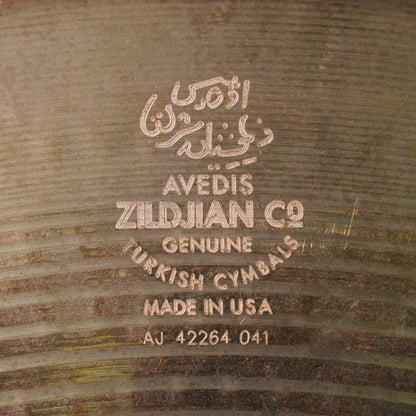 AVEDIS
ZILDJIAN Co
GENUINE
TURKISH CYMBALS
MADE IN USA
AJ 42264 041